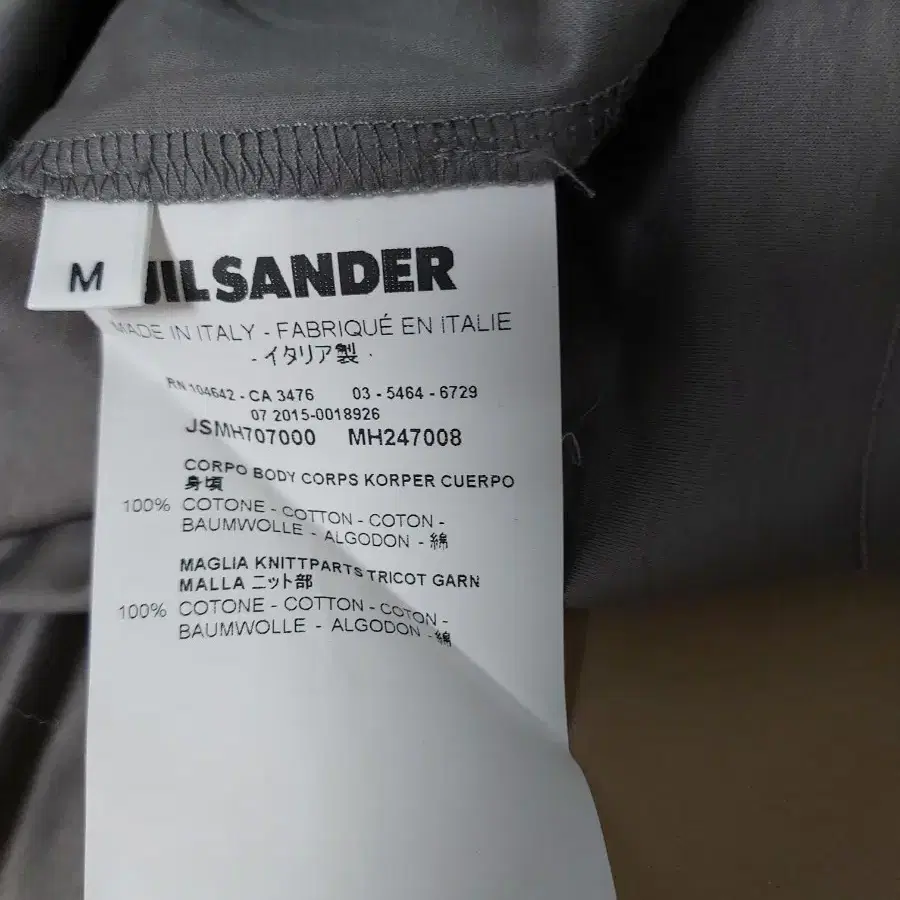 M
JIL SANDER
MADE IN ITALY - FABRIQUÉ EN ITALIE
- イタリア製 -
RN 104642 - CA 3476 03 - 5464 - 6729
07 2015-0018926
JSMH707000 MH247008
CORPO BODY CORPS KORPER CUERPO
身頃
100% COTONE - COTTON - COTON -
BAUMWOLLE - ALGODON - 綿
MAGLIA KNITTPARTS TRICOT GARN
MALLA ニット部
100% COTONE - COTTON - COTON -
BAUMWOLLE - ALGODON - 綿